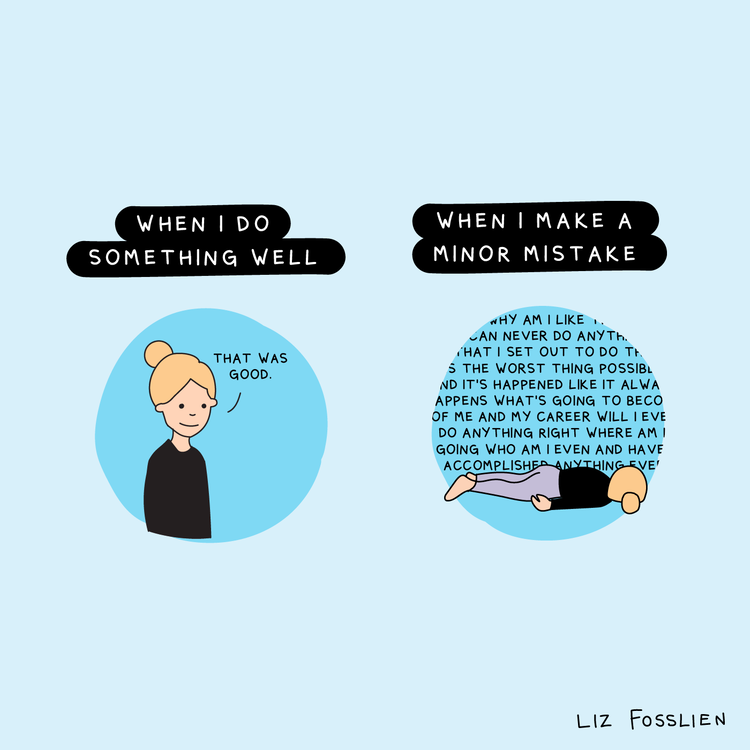 WHEN I DO
SOMETHING WELL
THAT WAS
GOOD.
WHEN I MAKE A
MINOR MISTAKE
WHY AM I LIKE
CAN NEVER DO
THAT I SET OUT TO DO
THE WORST THING
IT'S HAPPENED LIKE IT
WHAT'S GOING TO
OF ME AND MY CAREER WILL I
DO ANYTHING RIGHT WHERE AM I
GOING WHO AM I EVEN AND HAVE
ACCOMPLISHED ANYTHING
LIZ FOSSLIEN